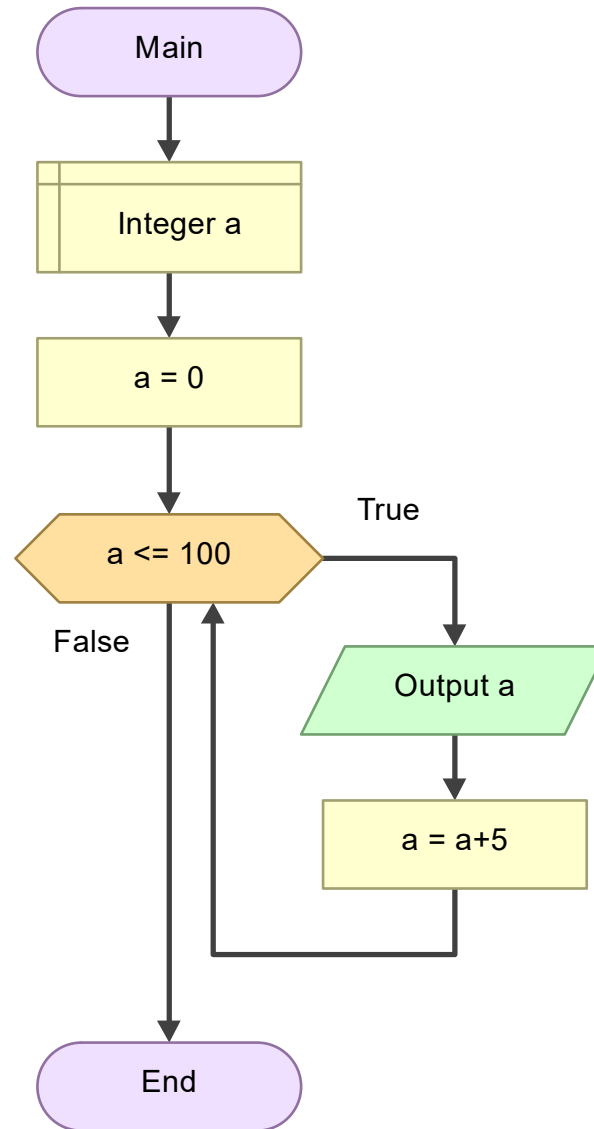 Main
Integer a
a = 0
a <= 100
True
False
Output a
a = a+5
End